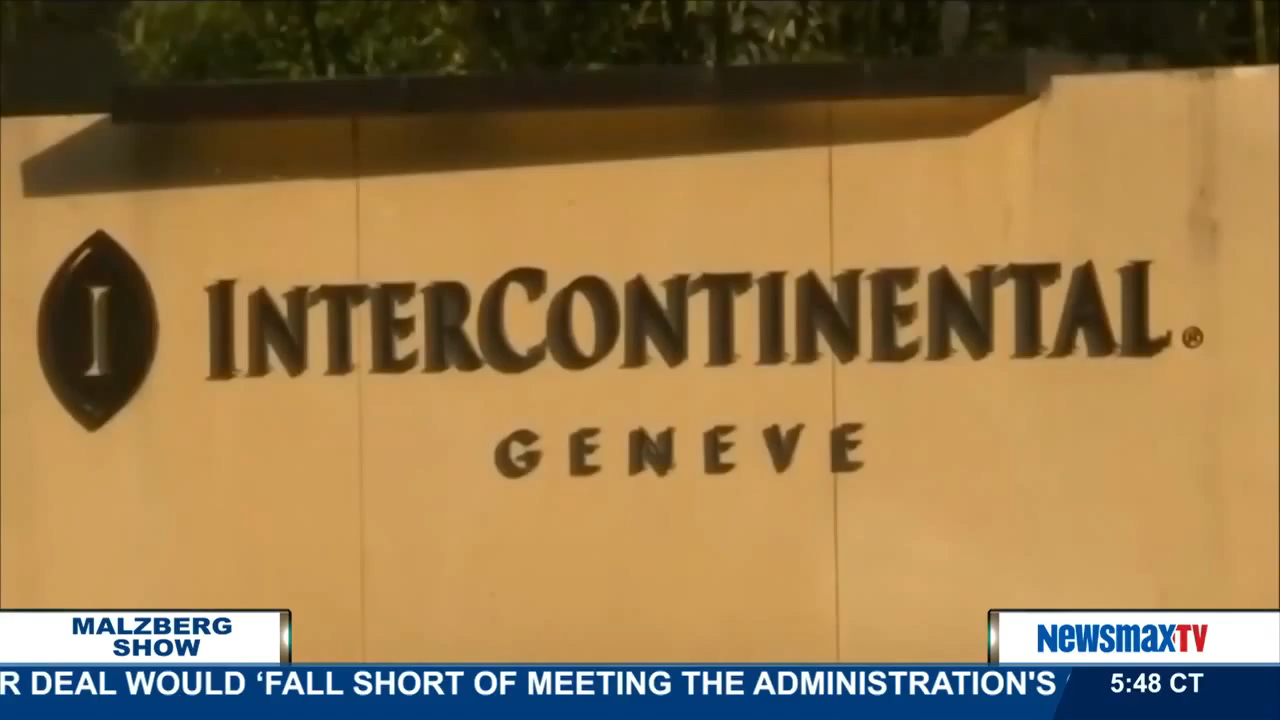 I
INTERCONTINENTAL®
GENEVE
MALZBERG
SHOW
NEWSMAXTV
R DEAL WOULD ‘FALL SHORT OF MEETING THE ADMINISTRATION'S
5:48 CT